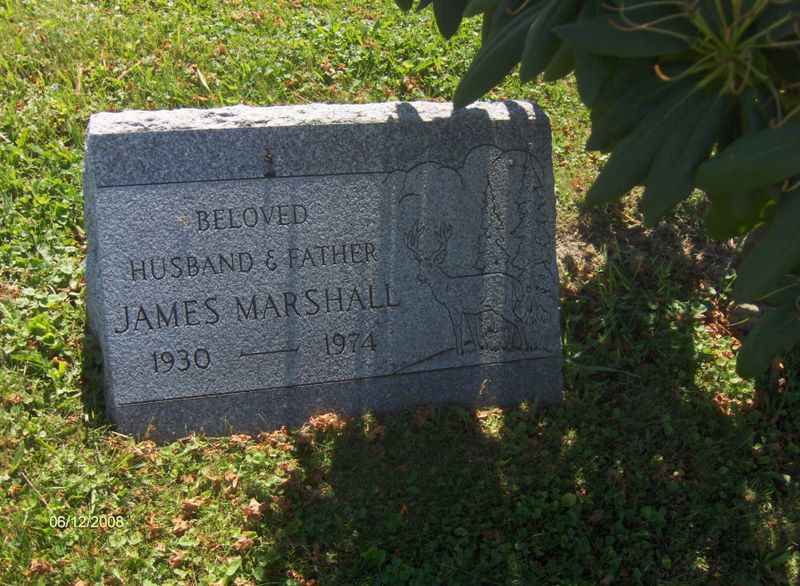 BELOVED
HUSBAND & FATHER
JAMES MARSHALL
1930 — 1974
06/12/2008